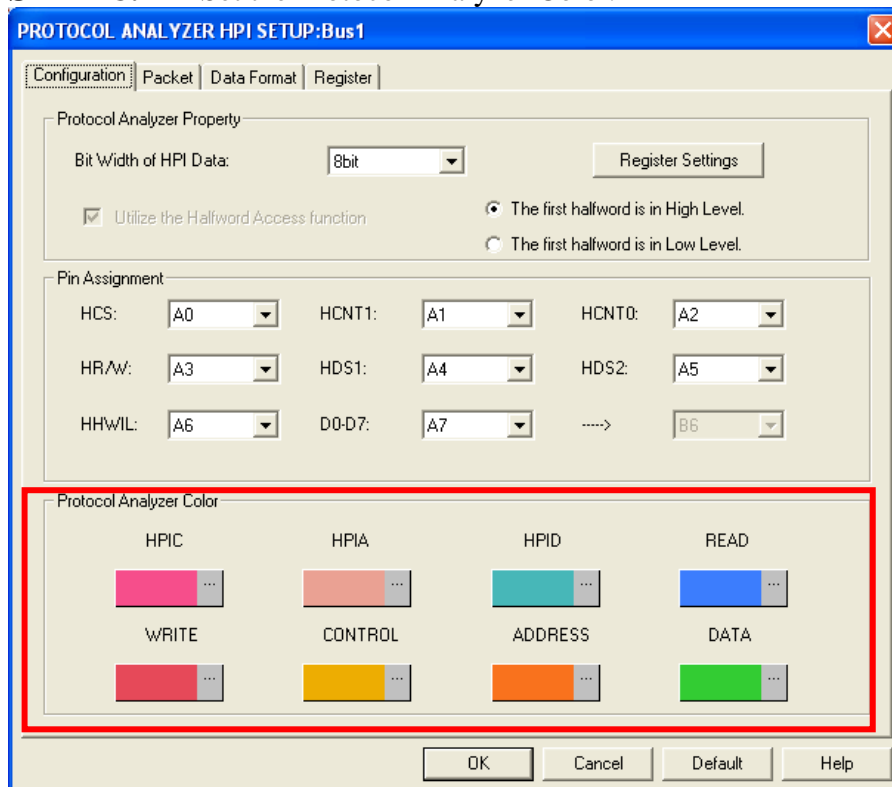 PROTOCOL ANALYZER HPI SETUP:Bus1
Configuration Packet Data Format Register
Protocol Analyzer Property
Bit Width of HPI Data: 8bit Register Settings
Utilize the Halfword Access function
The first halfword is in High Level.
The first halfword is in Low Level.
Pin Assignment
HCS: A0 HCNT1: A1 HCNT0: A2
HR/W: A3 HDS1: A4 HDS2: A5
HHWIL: A6 D0-D7: A7 -----> B6
Protocol Analyzer Color
HPIC HPIA HPID READ
... ... ... ...
WRITE CONTROL ADDRESS DATA
... ... ... ...
OK Cancel Default Help